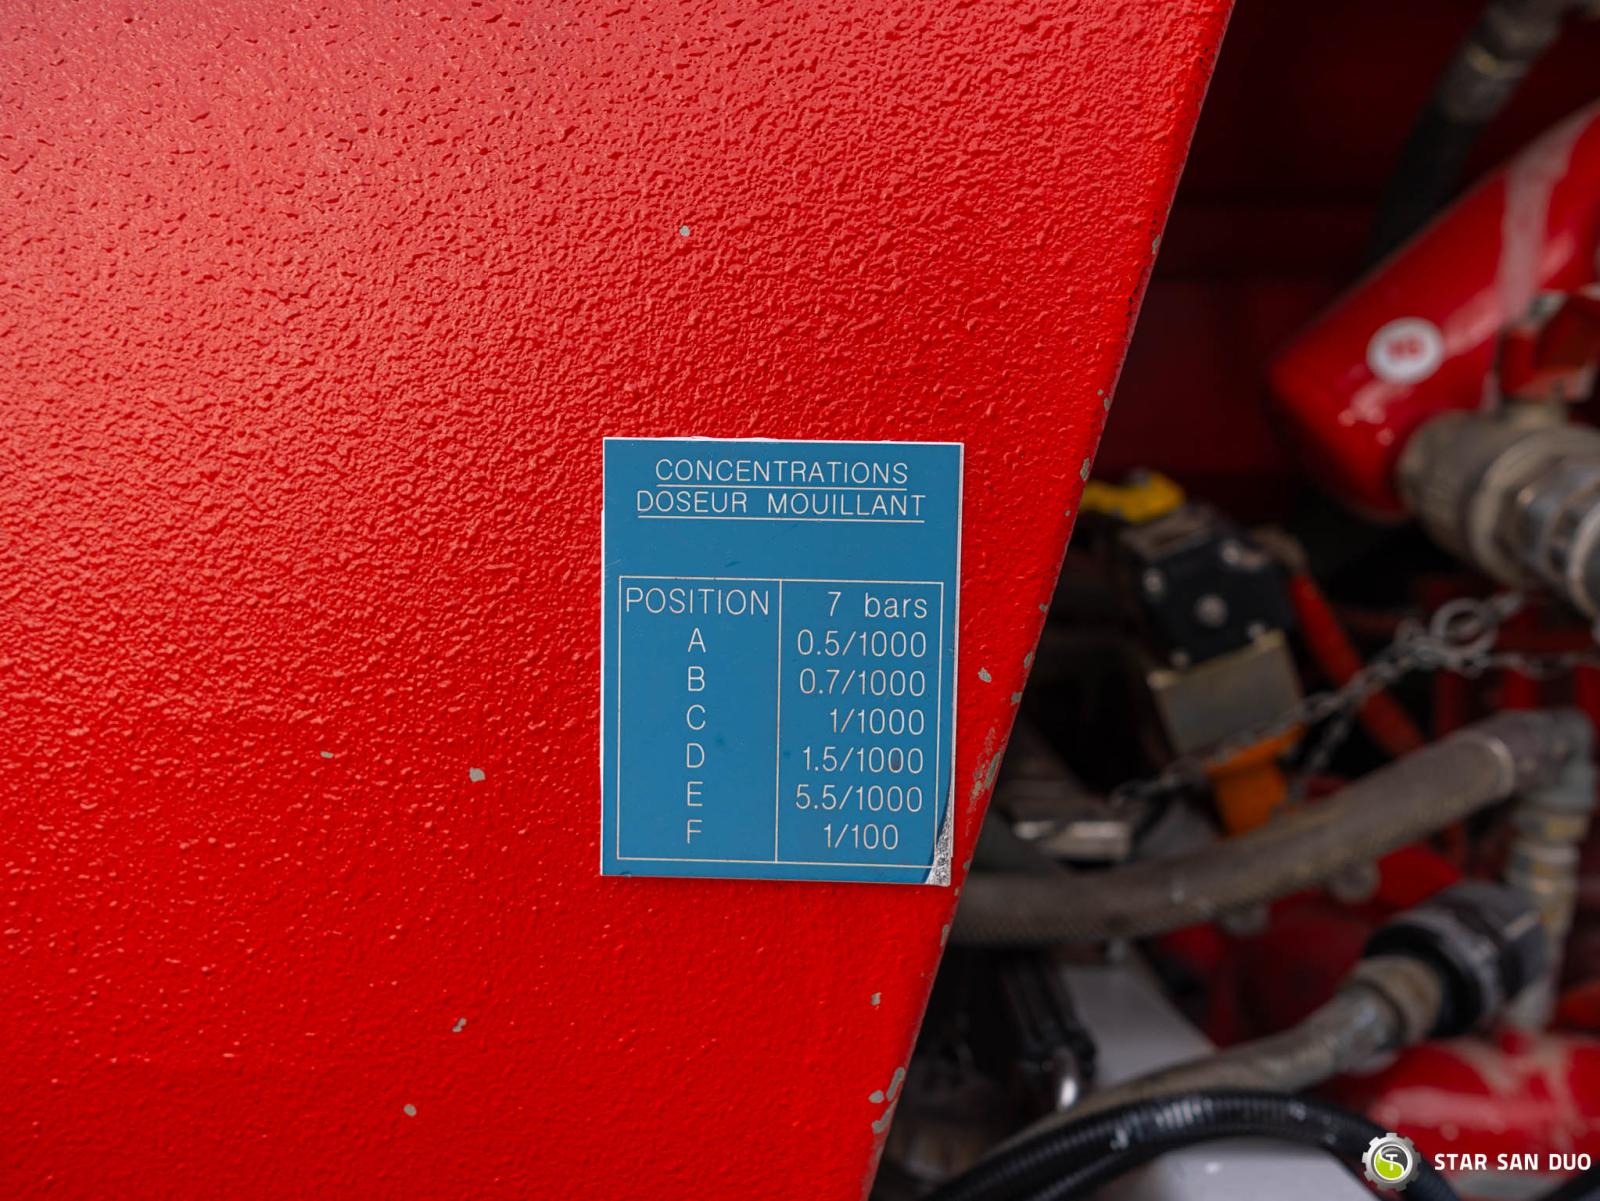 CONCENTRATIONS
DOSEUR MOUILLANT
POSITION 7 bars
A 0.5/1000
B 0.7/1000
C 1/1000
D 1.5/1000
E 5.5/1000
F 1/100
STAR SAN DUO